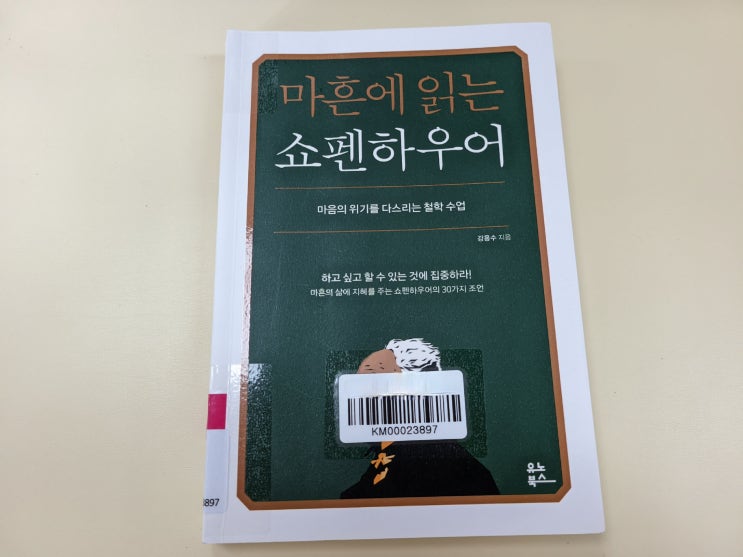 마흔에 읽는
쇼펜하우어
마음의 위기를 다스리는 철학 수업
강용수 지음
하고 싶고 할 수 있는 것에 집중하라!
마흔의 삶에 지혜를 주는 쇼펜하우어의 30가지 조언
KM00023897
유노
북스
3897